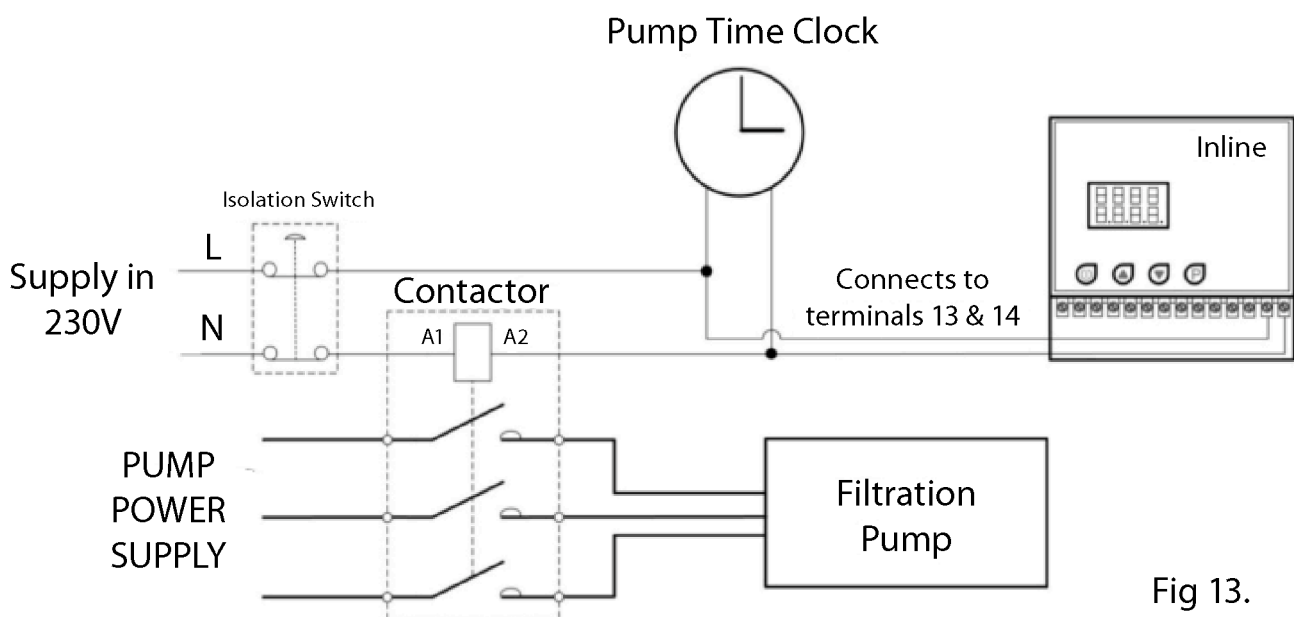 Pump Time Clock
Inline
Isolation Switch
L
Supply in
230V
N
Contactor
A1
A2
Connects to
terminals 13 & 14
P
PUMP
POWER
SUPPLY
Filtration
Pump
Fig 13.